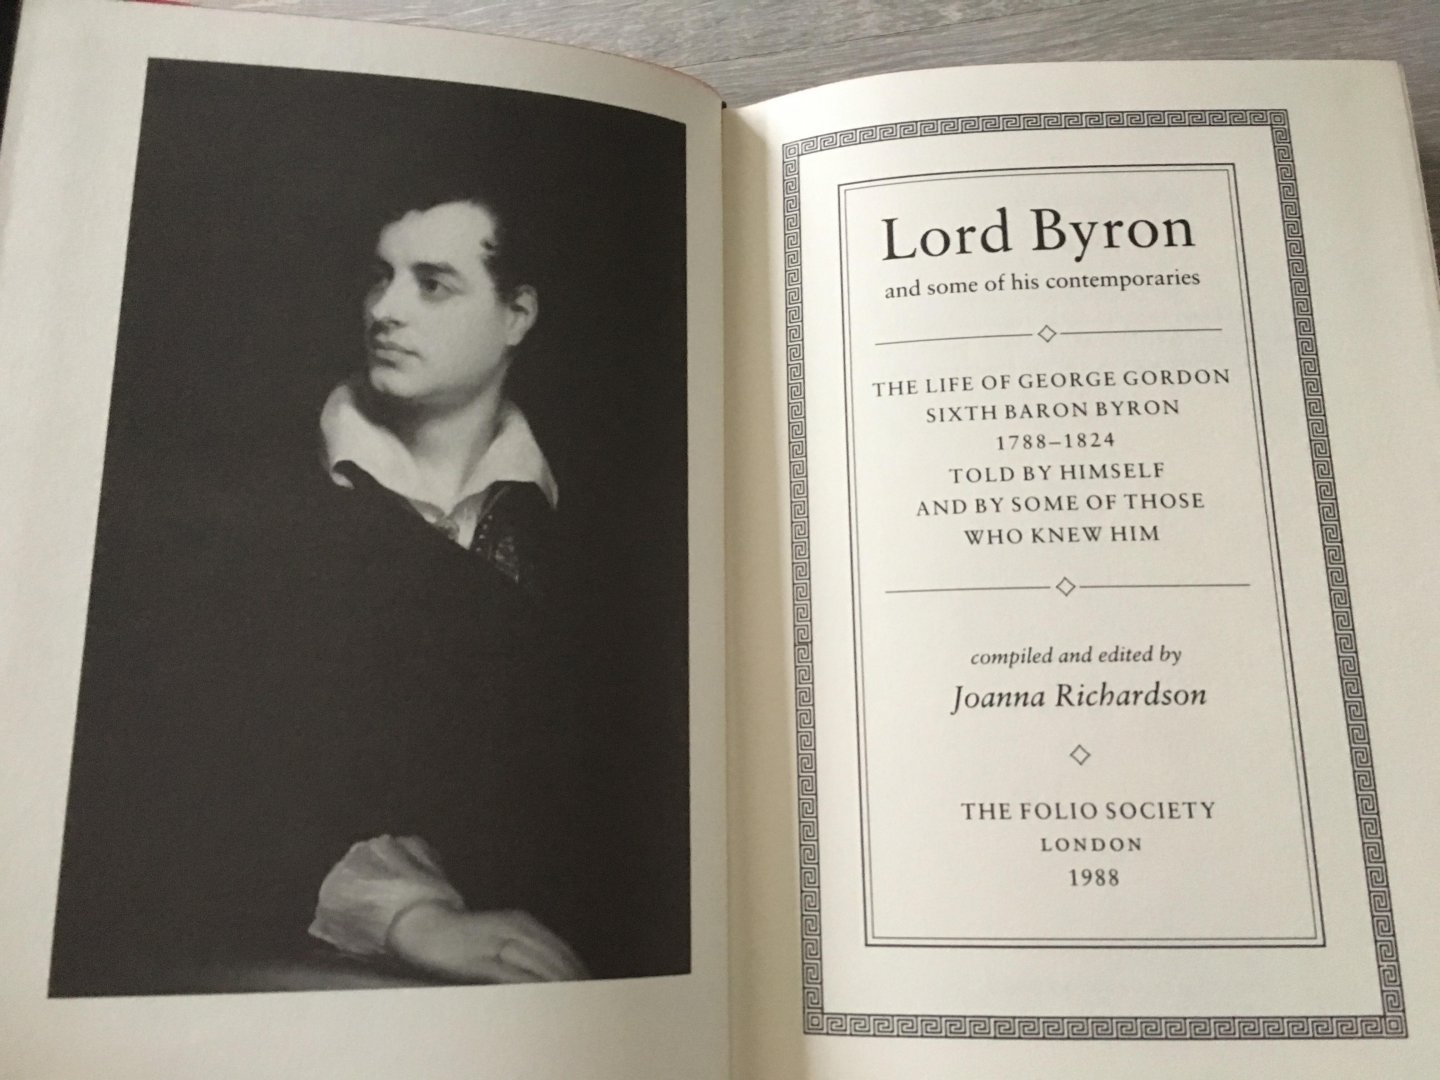 Lord Byron
and some of his contemporaries
THE LIFE OF GEORGE GORDON
SIXTH BARON BYRON
1788–1824
TOLD BY HIMSELF
AND BY SOME OF THOSE
WHO KNEW HIM
compiled and edited by
Joanna Richardson
THE FOLIO SOCIETY
LONDON
1988